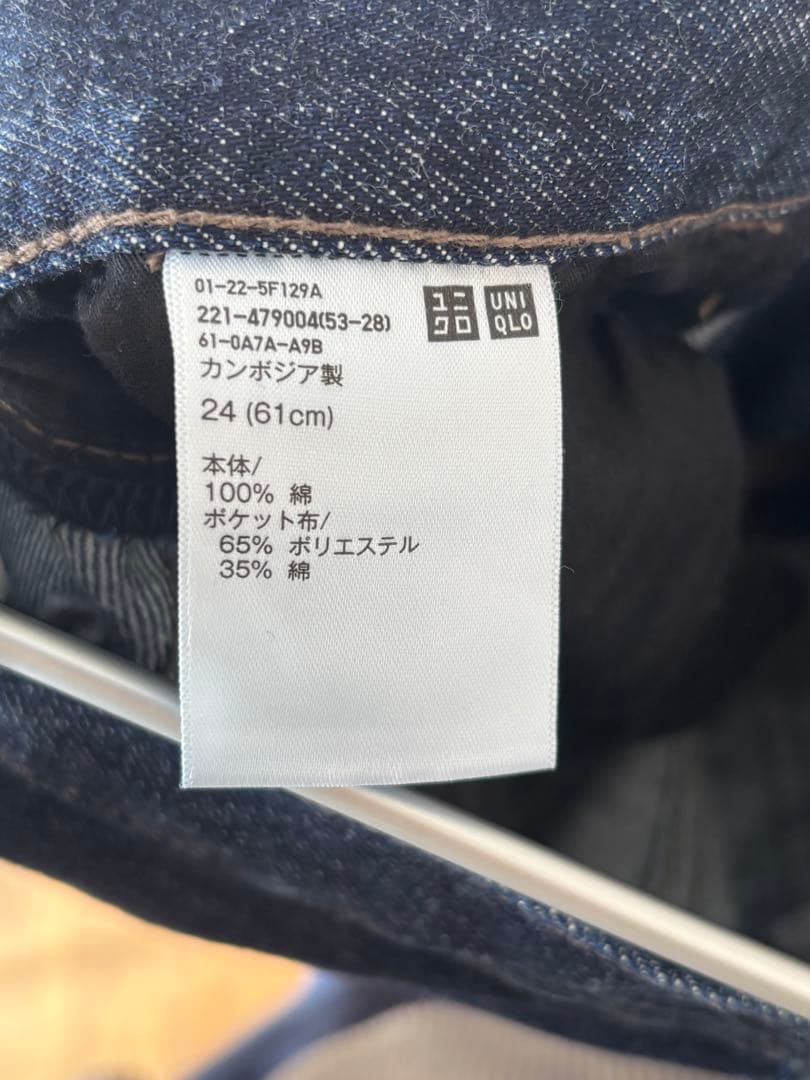 01-22-5F129A
221-479004(53-28)
61-0A7A-A9B
カンボジア製
24 (61cm)
本体/
100% 綿
ポケット布/
65% ポリエステル
35% 綿
ユニ
クロ
UNI
QLO